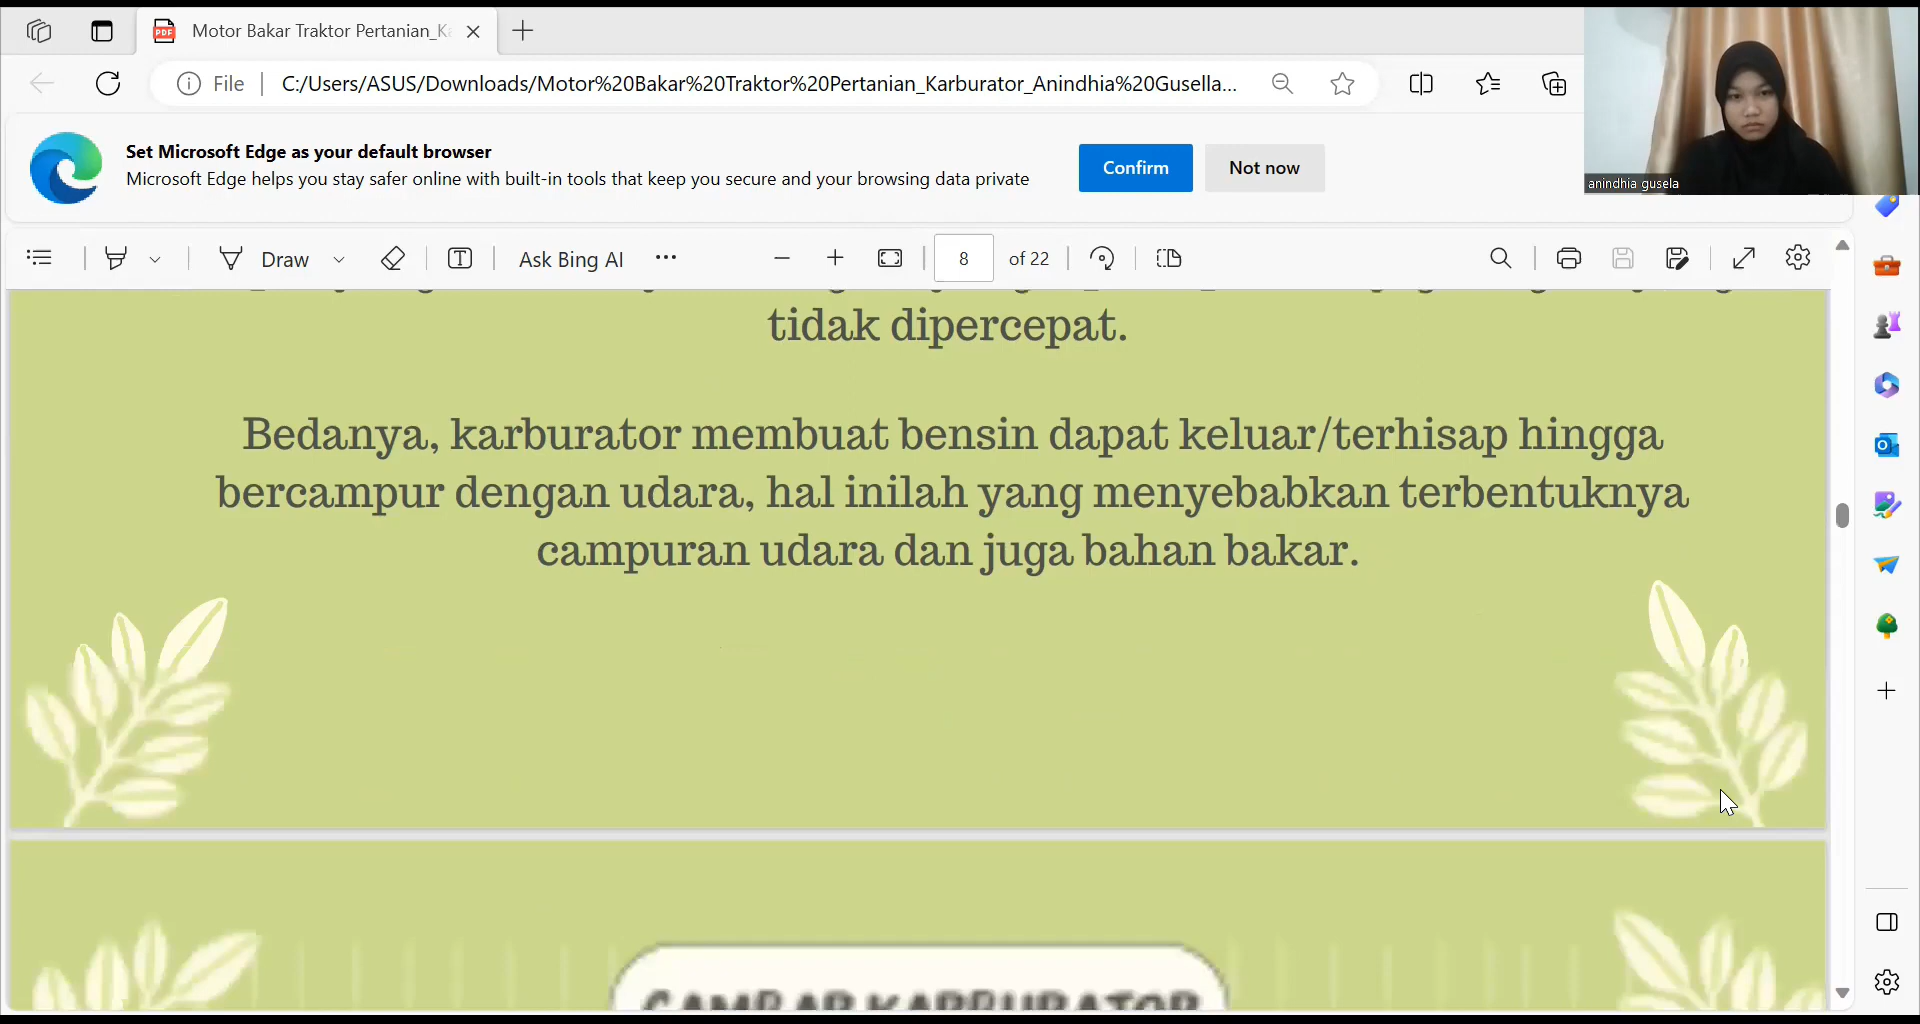 Motor Bakar Traktor Pertanian_Ka
File
C:/Users/ASUS/Downloads/Motor%20Bakar%20Traktor%20Pertanian_Karburator_Anindhia%20Gusella...
Set Microsoft Edge as your default browser
Microsoft Edge helps you stay safer online with built-in tools that keep you secure and your browsing data private
Confirm
Not now
anindhia gusela
Draw
Ask Bing AI
8
of 22
tidak dipercepat.
Bedanya, karburator membuat bensin dapat keluar/terhisap hingga
bercampur dengan udara, hal inilah yang menyebabkan terbentuknya
campuran udara dan juga bahan bakar.
GAMBAR KARBURATOR